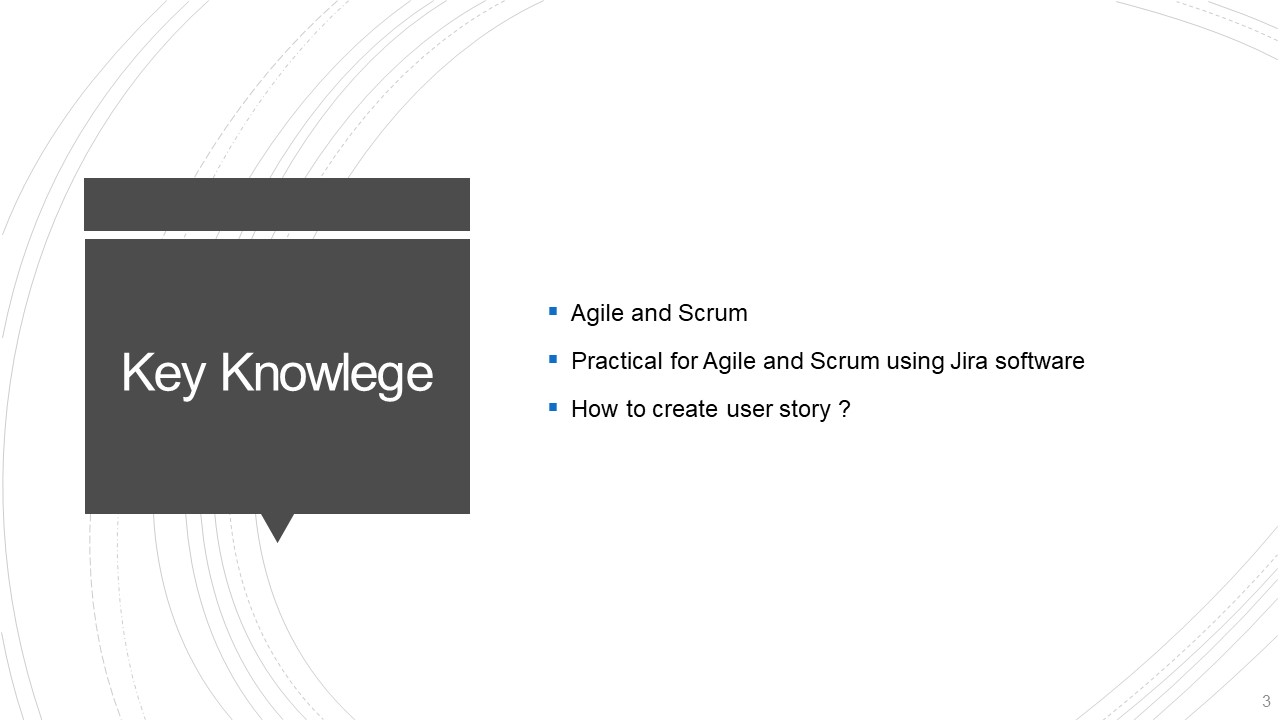 Key Knowlege
Agile and Scrum
Practical for Agile and Scrum using Jira software
How to create user story ?
3